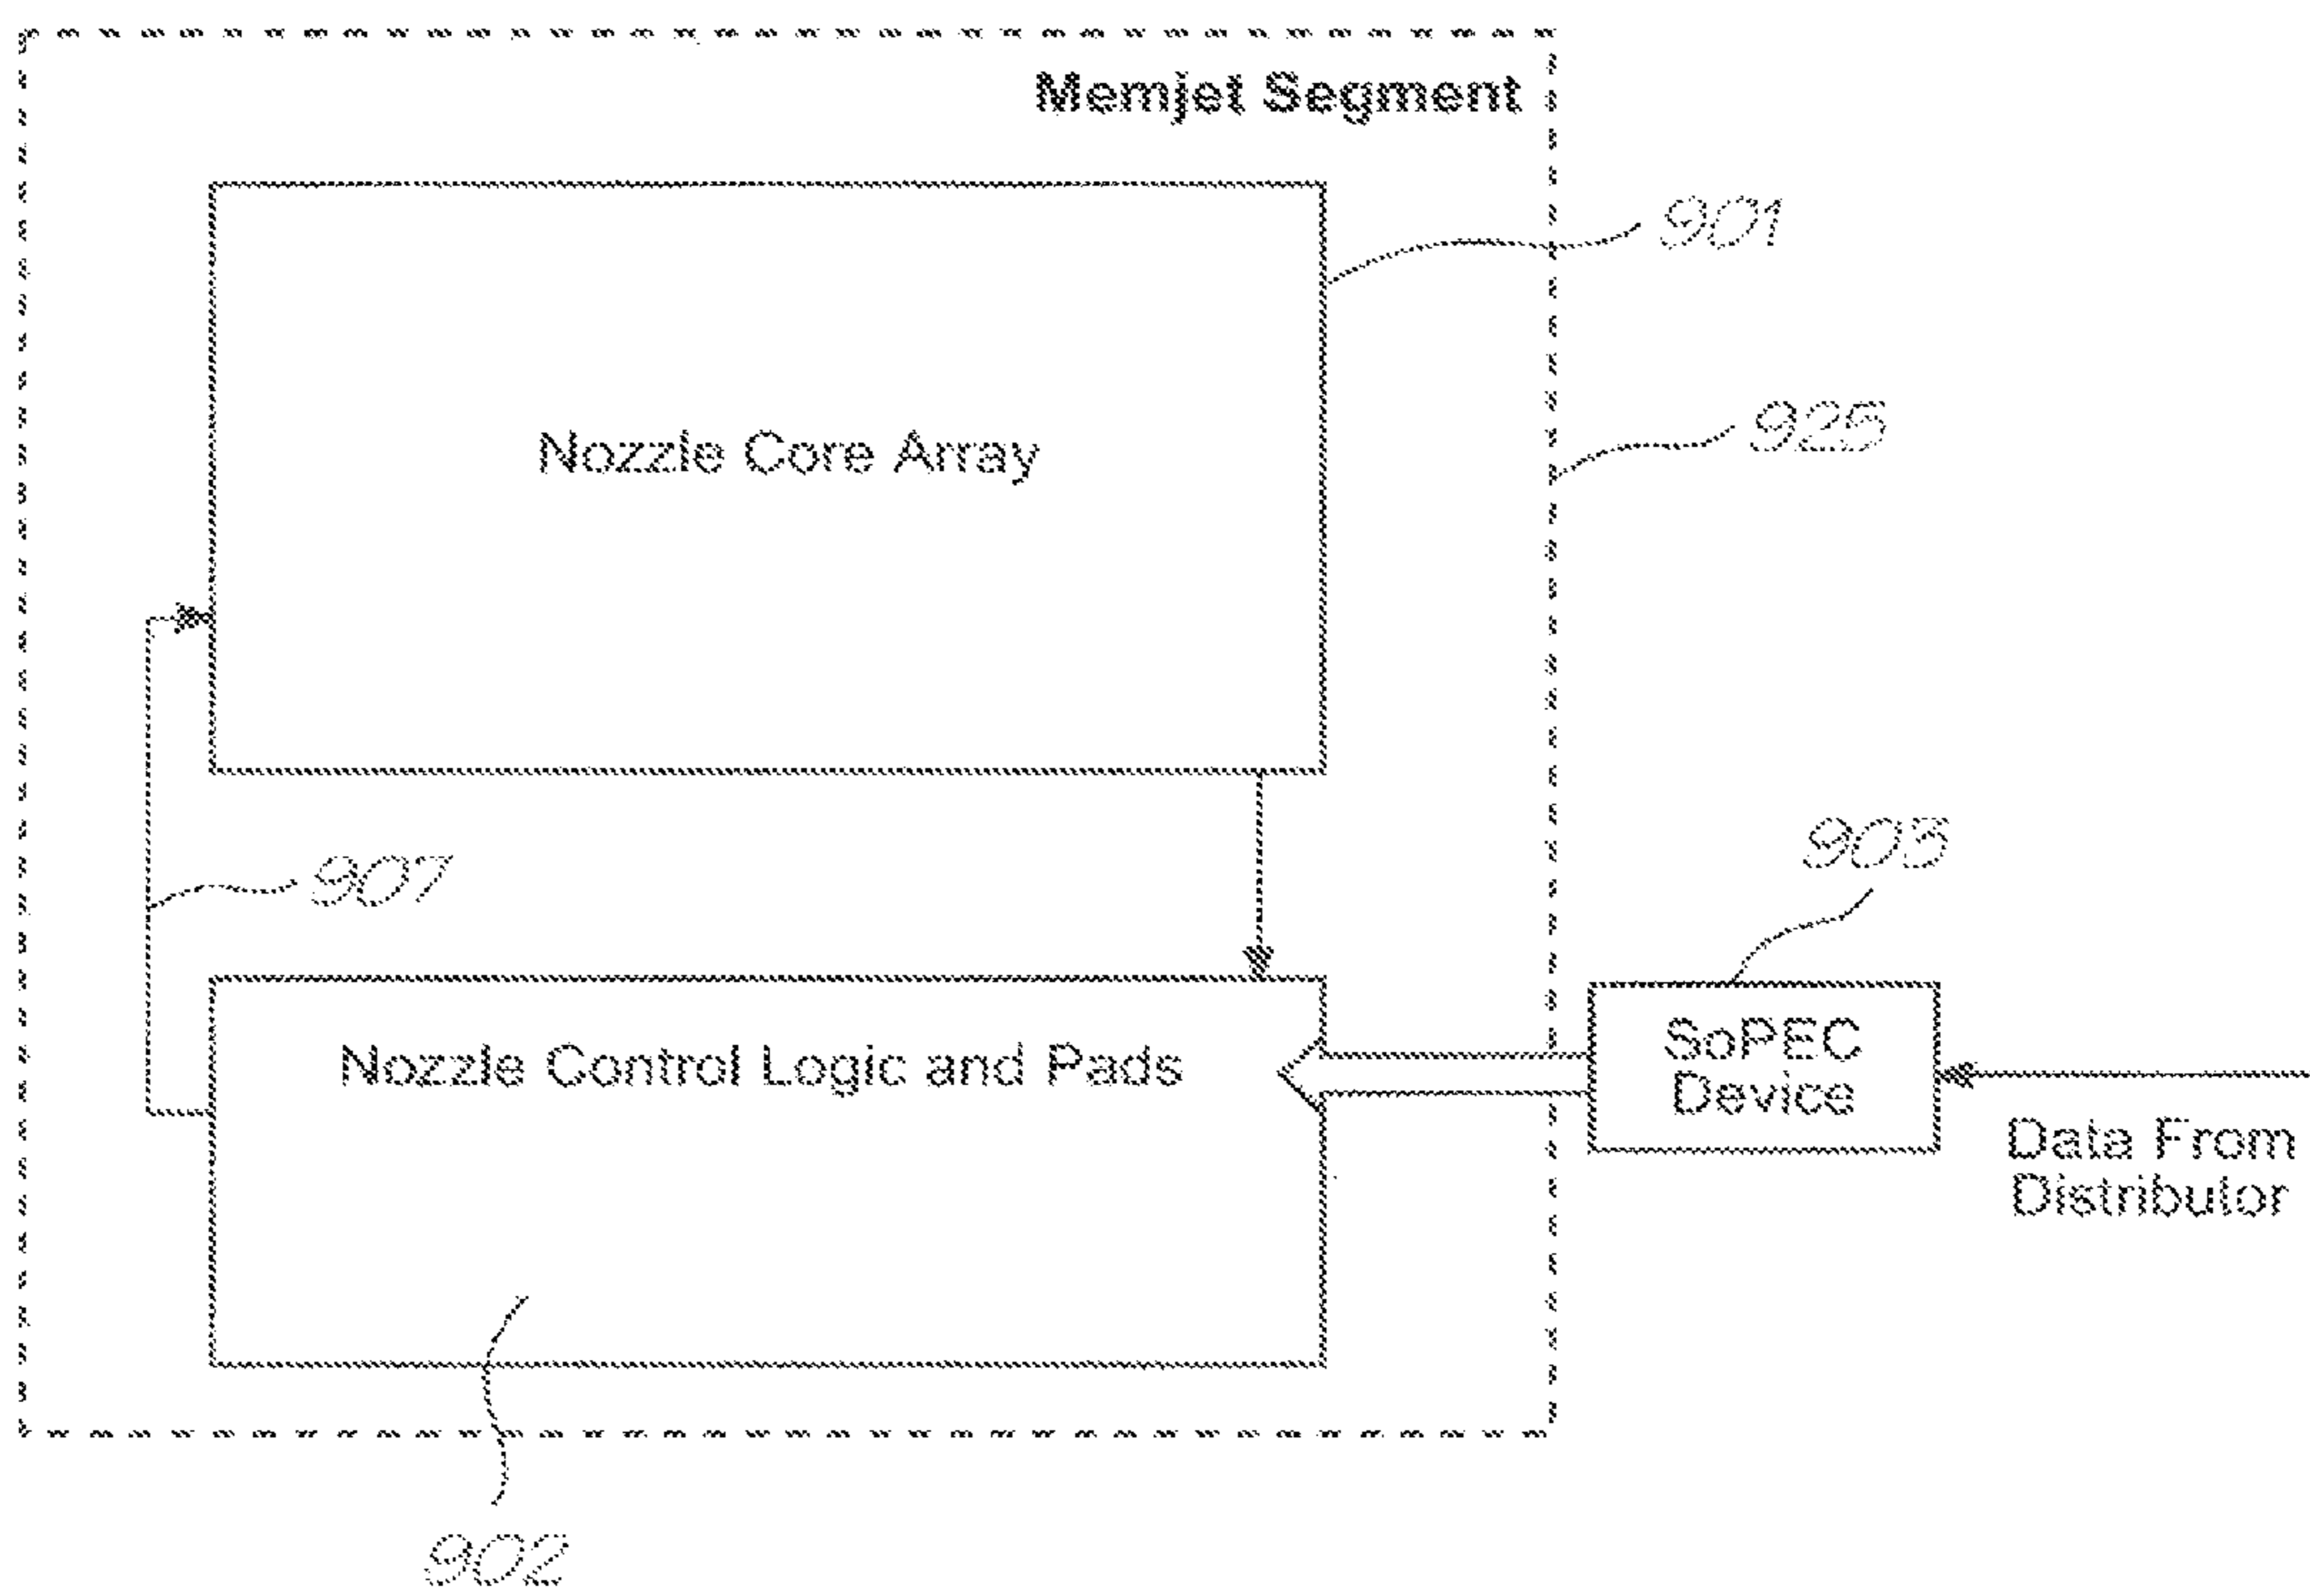 Memjet Segment
901
Nozzle Core Array
925
903
907
Nozzle Control Logic and Pads
SoPEC
Device
Data From
Distributor
902